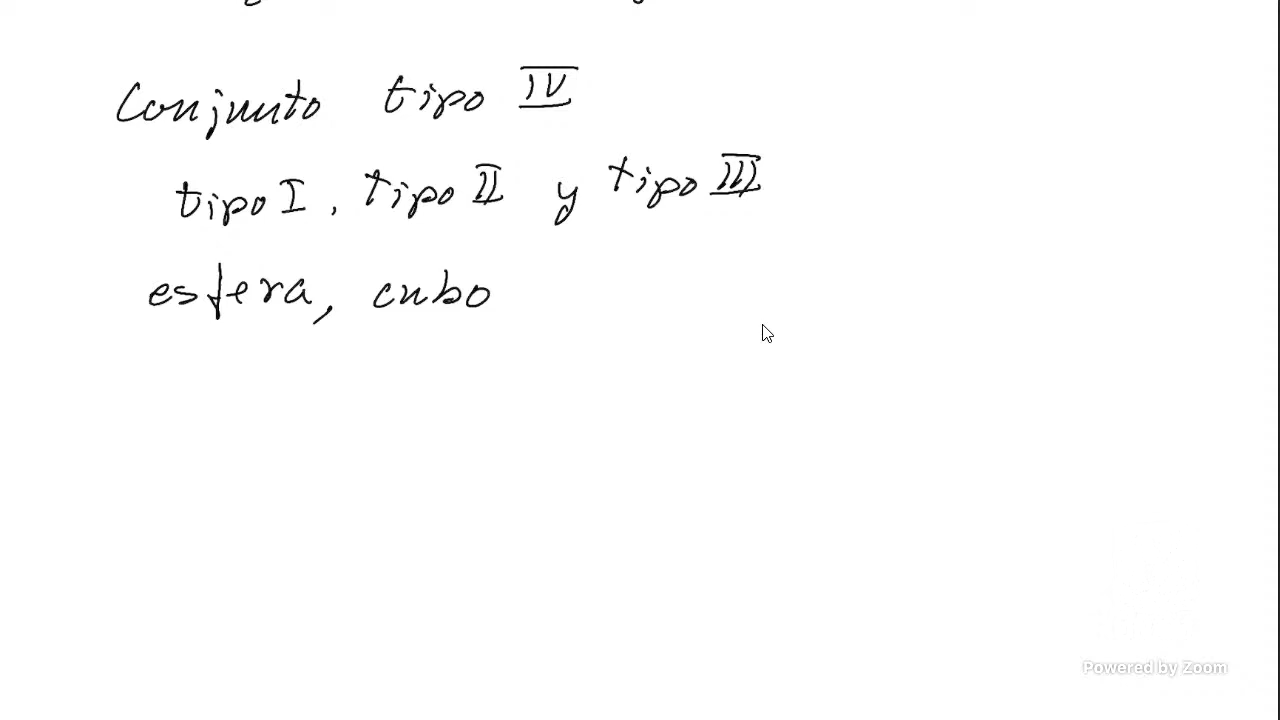 Conjunto tipo IV
tipo I, tipo II y tipo III
esfera, cubo
Powered by Zoom